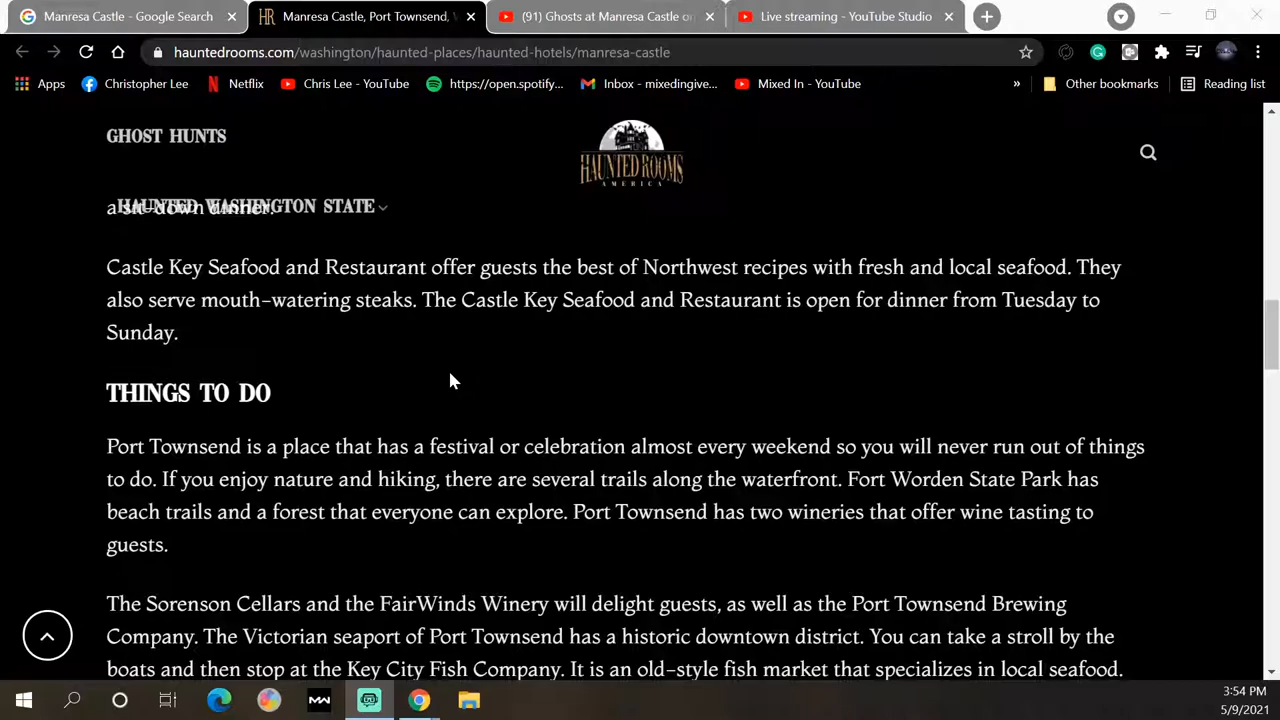 Manresa Castle - Google Search
Manresa Castle, Port Townsend,
(91) Ghosts at Manresa Castle o
Live streaming - YouTube Studio
hauntedrooms.com/washington/haunted-places/haunted-hotels/manresa-castle
Apps
Christopher Lee
Netflix
Chris Lee - YouTube
https://open.spotify...
Inbox - mixedingive...
Mixed In - YouTube
»
Other bookmarks
Reading list
GHOST HUNTS
HAUNTED ROOMS
AMERICA
HAUNTED WASHINGTON STATE
a sit-down dinner.
Castle Key Seafood and Restaurant offer guests the best of Northwest recipes with fresh and local seafood. They
also serve mouth-watering steaks. The Castle Key Seafood and Restaurant is open for dinner from Tuesday to
Sunday.
THINGS TO DO
Port Townsend is a place that has a festival or celebration almost every weekend so you will never run out of things
to do. If you enjoy nature and hiking, there are several trails along the waterfront. Fort Worden State Park has
beach trails and a forest that everyone can explore. Port Townsend has two wineries that offer wine tasting to
guests.
The Sorenson Cellars and the FairWinds Winery will delight guests, as well as the Port Townsend Brewing
Company. The Victorian seaport of Port Townsend has a historic downtown district. You can take a stroll by the
boats and then stop at the Key City Fish Company. It is an old-style fish market that specializes in local seafood.
3:54 PM
5/9/2021